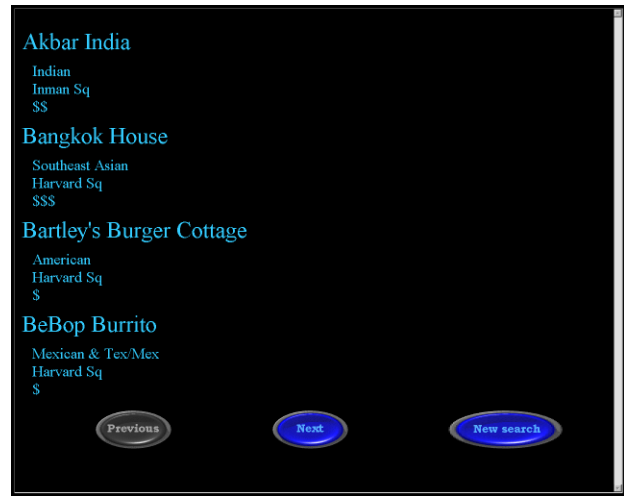 Akbar India
Indian
Inman Sq
$$
Bangkok House
Southeast Asian
Harvard Sq
$$$
Bartley's Burger Cottage
American
Harvard Sq
$
BeBop Burrito
Mexican & Tex/Mex
Harvard Sq
$
Previous
Next
New search